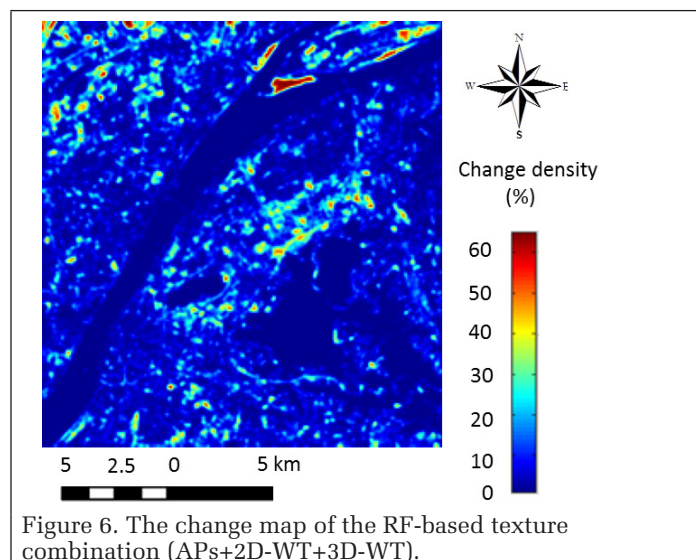 N
W E
S
Change density
(%)
60
50
40
30
20
10
0
5 2.5 0 5 km
Figure 6. The change map of the RF-based texture
combination (APs+2D-WT+3D-WT).